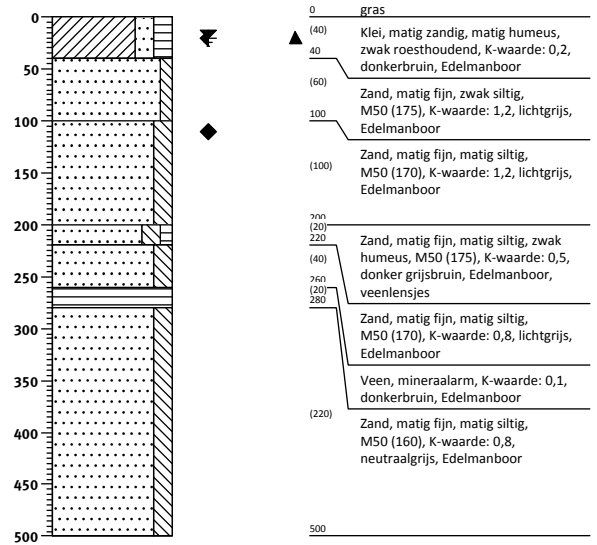 0
50
100
150
200
250
300
350
400
450
500
0 gras
(40)
Klei, matig zandig, matig humeus,
zwak roesthoudend, K-waarde: 0,2,
donkerbruin, Edelmanboor
40
(60)
Zand, matig fijn, zwak siltig,
M50 (175), K-waarde: 1,2, lichtgrijs,
Edelmanboor
100
(100)
Zand, matig fijn, matig siltig,
M50 (170), K-waarde: 1,2, lichtgrijs,
Edelmanboor
200
(20)
220
Zand, matig fijn, matig siltig, zwak
humeus, M50 (175), K-waarde: 0,5,
donker grijsbruin, Edelmanboor,
veenlensjes
(40)
260
(20)
280
Zand, matig fijn, matig siltig,
M50 (170), K-waarde: 0,8, lichtgrijs,
Edelmanboor
Veen, mineraalarm, K-waarde: 0,1,
donkerbruin, Edelmanboor
(220)
Zand, matig fijn, matig siltig,
M50 (160), K-waarde: 0,8,
neutraalgrijs, Edelmanboor
500